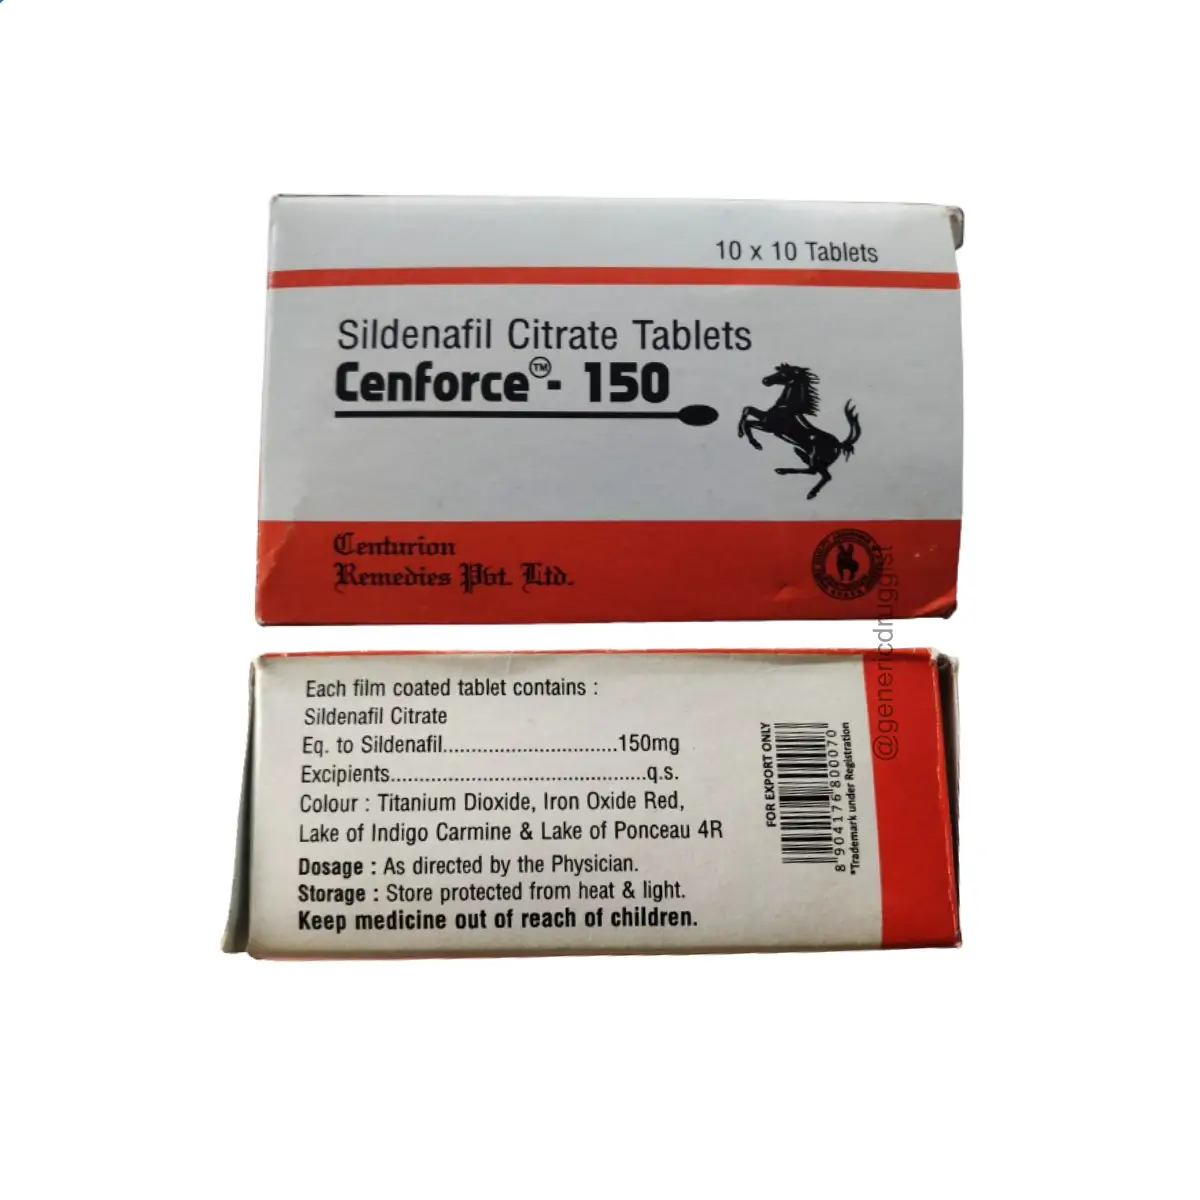 10 x 10 Tablets
Sildenafil Citrate Tablets
Cenforce™- 150
Centurion
Remedies Pvt. Ltd.
@genericdruggist
Each film coated tablet contains :
Sildenafil Citrate
Eq. to Sildenafil...............................150mg
Excipients.............................................q.s.
Colour : Titanium Dioxide, Iron Oxide Red,
Lake of Indigo Carmine & Lake of Ponceau 4R
Dosage : As directed by the Physician.
Storage : Store protected from heat & light.
Keep medicine out of reach of children.
FOR EXPORT ONLY
8 904176 800070
*Trademark under Registration